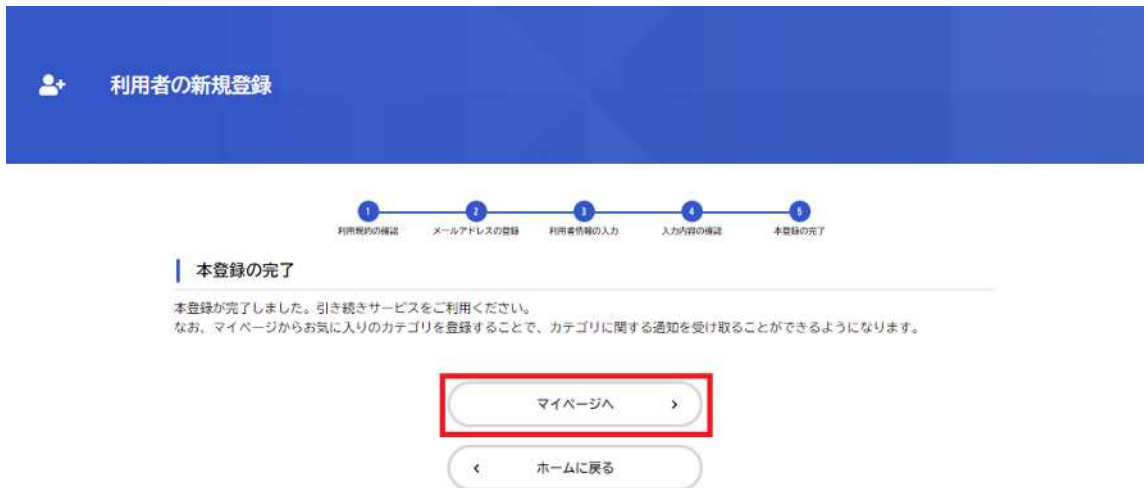 利用者の新規登録
1 2 3 4 5
利用規約の確認 メールアドレスの登録 利用者情報の入力 入力内容の確認 本登録の完了
本登録の完了
本登録が完了しました。引き続きサービスをご利用ください。
なお、マイページからお気に入りのカテゴリを登録することで、カテゴリに関する通知を受け取ることができるようになります。
マイページへ
ホームに戻る